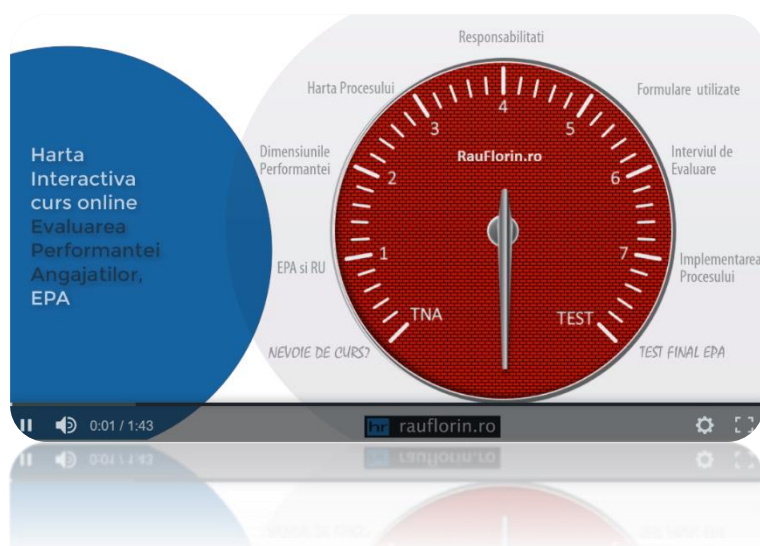 Harta
Interactiva
curs online
Evaluarea
Performantei
Angajatilor,
EPA
Responsabilitati
Harta Procesului
Formulare utilizate
Dimensiunile
Performantei
Interviul de
Evaluare
EPA si RU
Implementarea
Procesului
NEVOIE DE CURS?
TEST FINAL EPA
RauFlorin.ro
TNA
1
2
3
4
5
6
7
TEST
0:01 / 1:43
hr rauflorin.ro